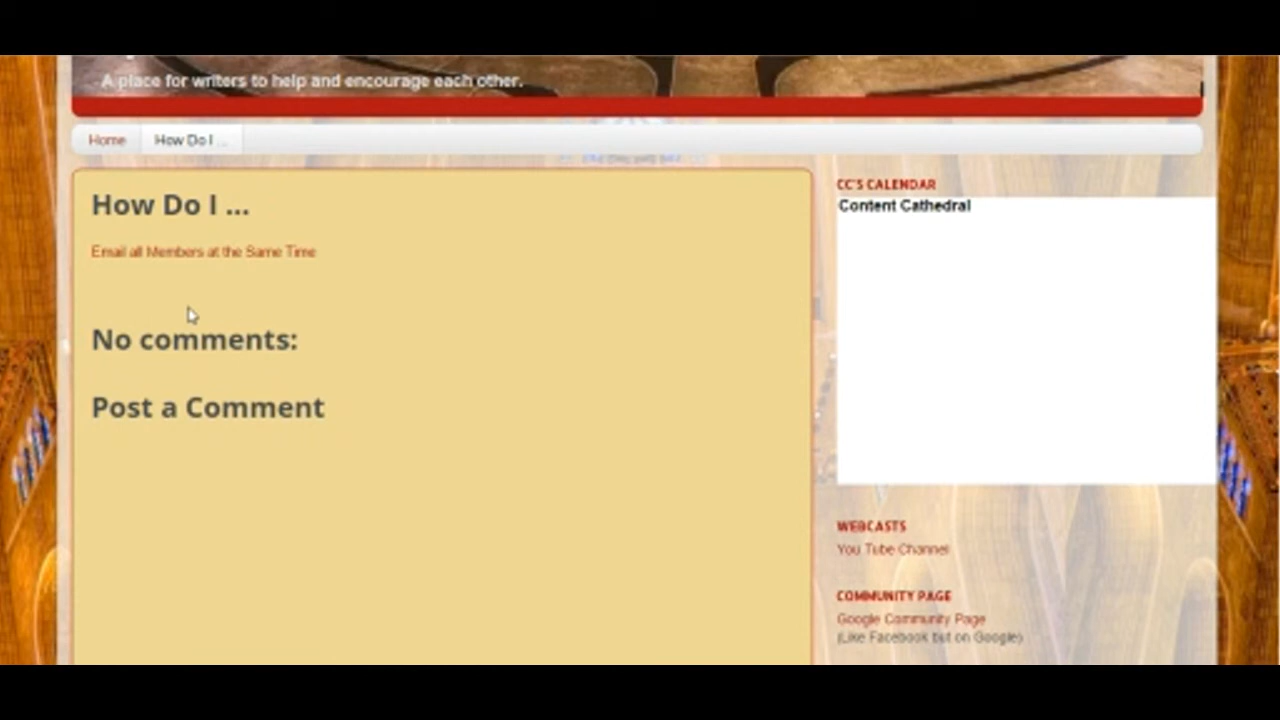 A place for writers to help and encourage each other.
Home
How Do I ...
How Do I ...
Email all Members at the Same Time
No comments:
Post a Comment
CC'S CALENDAR
Content Cathedral
WEBCASTS
You Tube Channel
COMMUNITY PAGE
Google Community Page
(Like Facebook but on Google)